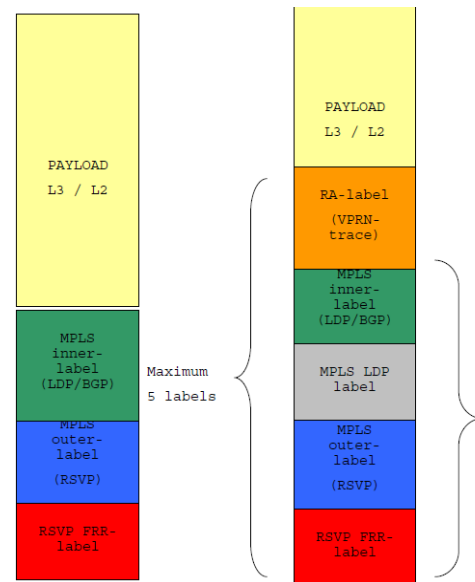 PAYLOAD
L3 / L2
MPLS
inner-
label
(LDP/BGP)
MPLS
outer-
label
(RSVP)
RSVP FRR-
label
Maximum
5 labels
PAYLOAD
L3 / L2
RA-label
(VPRN-
trace)
MPLS
inner-
label
(LDP/BGP)
MPLS LDP
label
MPLS
outer-
label
(RSVP)
RSVP FRR-
label